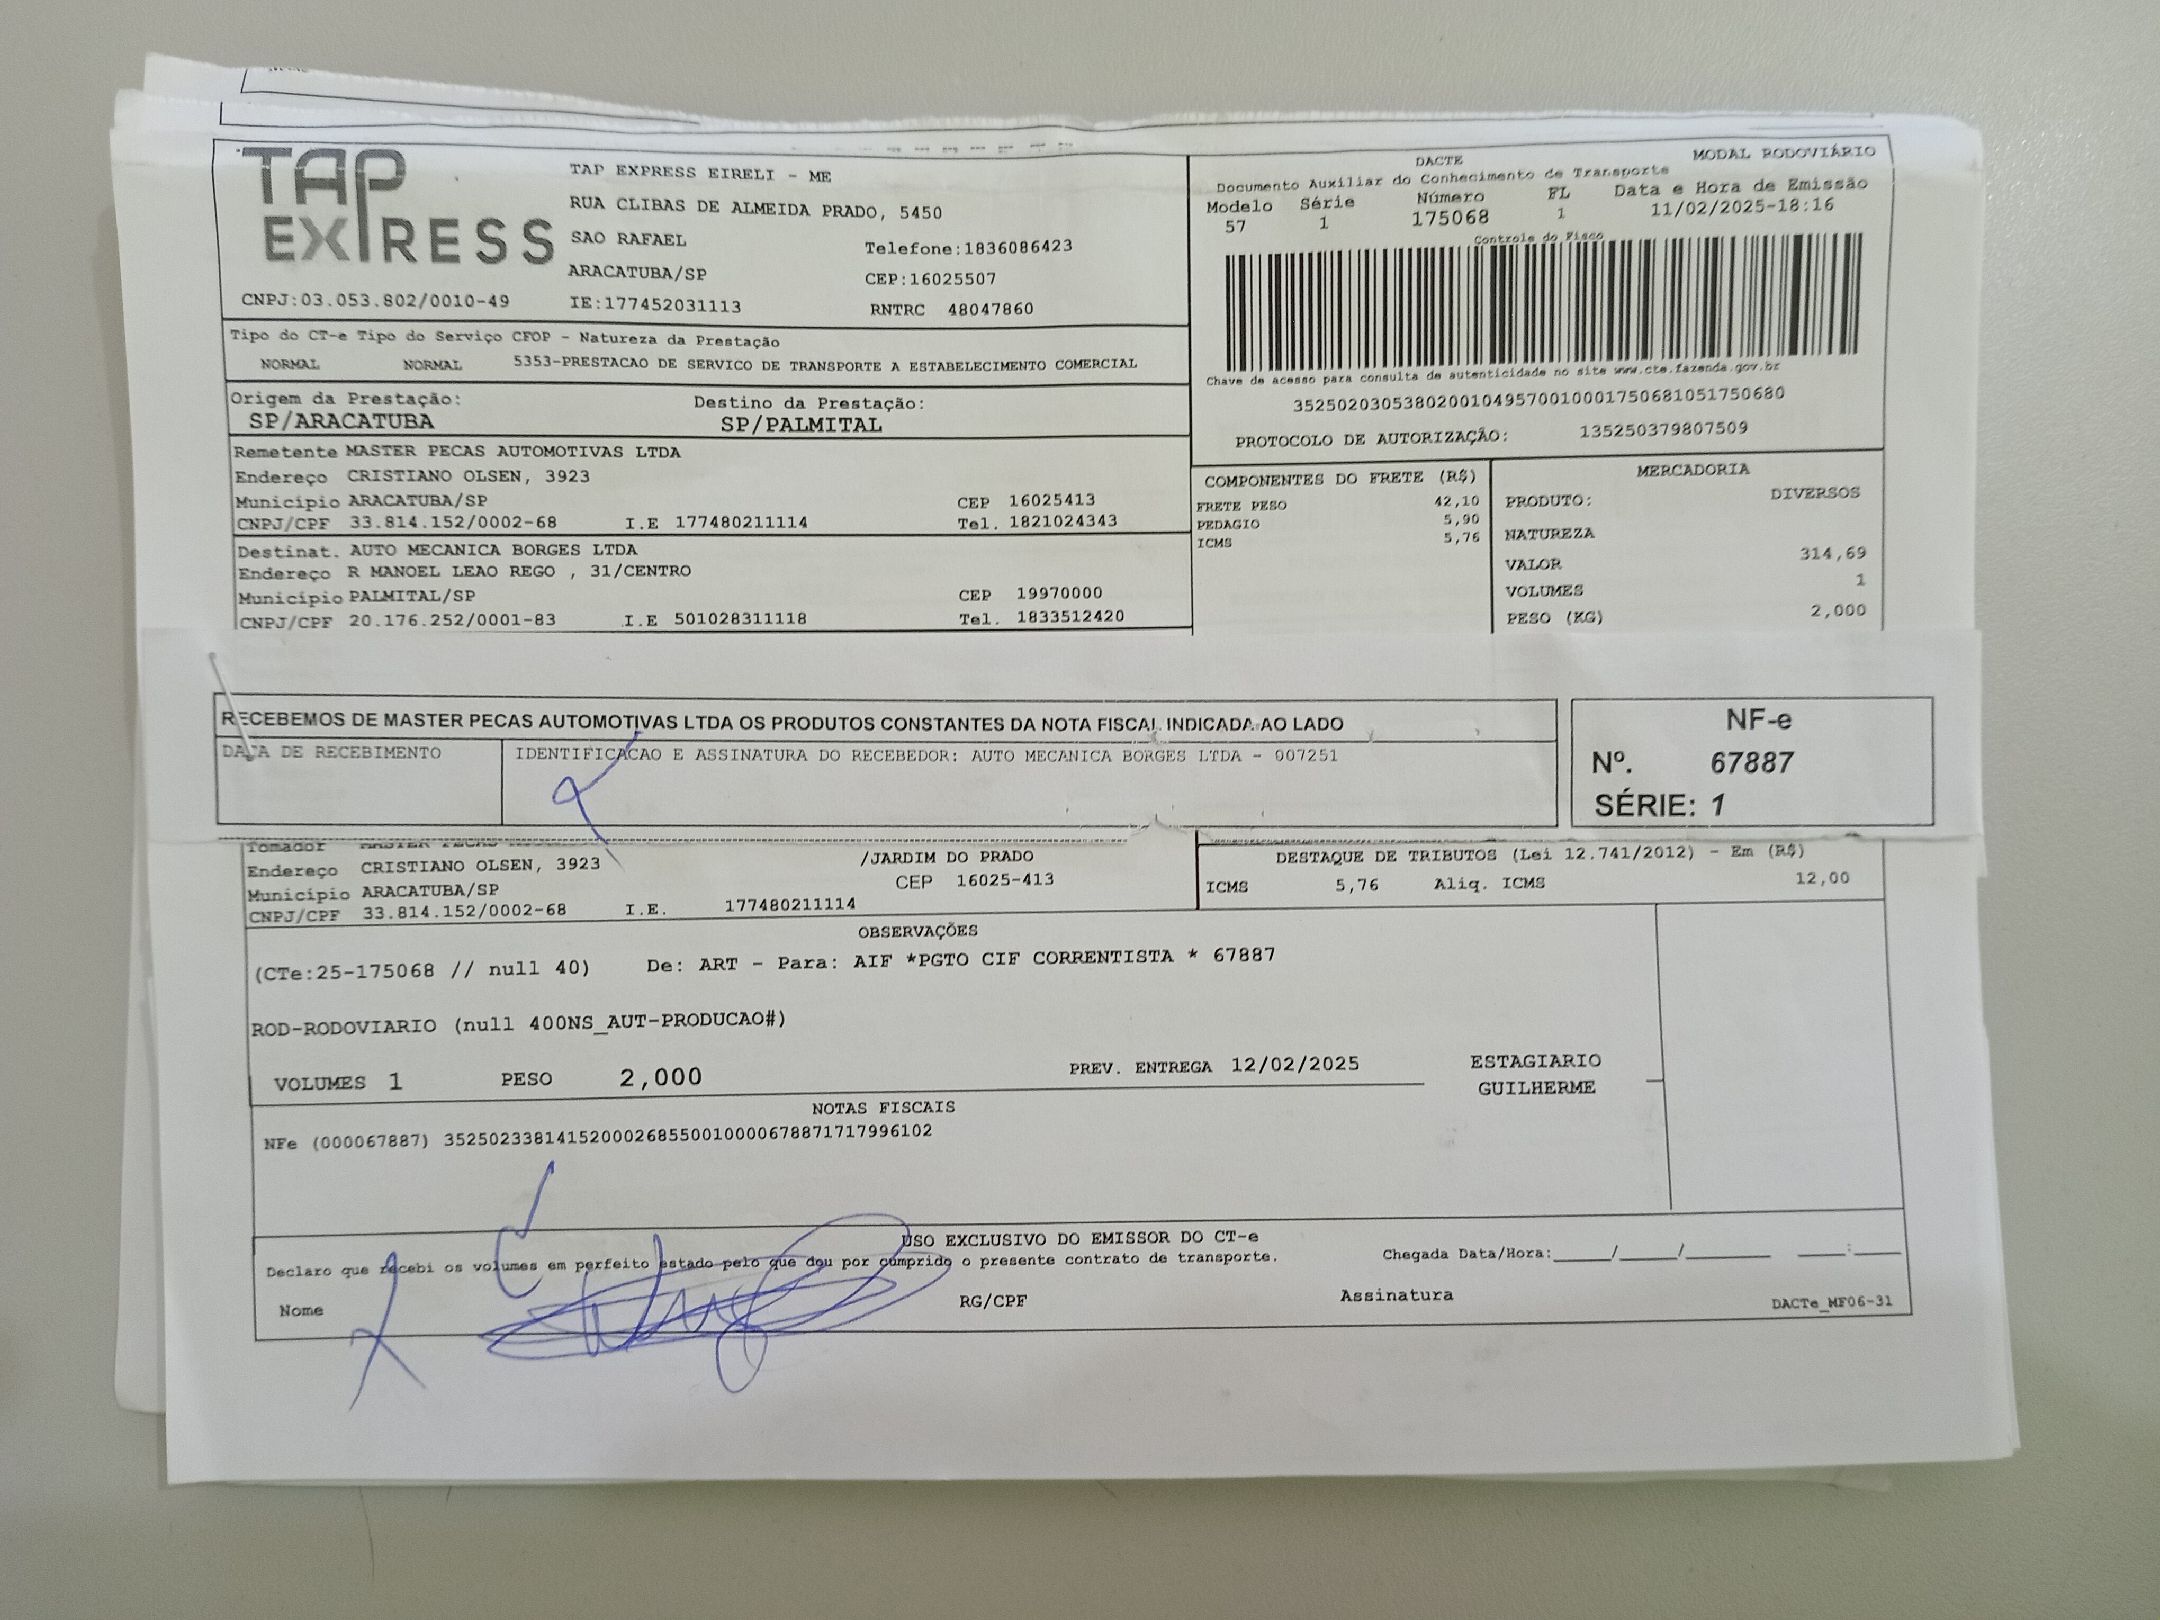 TAP
EXPRESS
TAP EXPRESS EIRELI - ME
RUA CLIBAS DE ALMEIDA PRADO, 5450
SAO RAFAEL
Telefone:1836086423
ARACATUBA/SP
CEP:16025507
CNPJ:03.053.802/0010-49
IE:177452031113
RNTRC 48047860
DACTE
MODAL RODOVIÁRIO
Documento Auxiliar do Conhecimento de Transporte
Modelo Série Número FL Data e Hora de Emissão
57 1 175068 1 11/02/2025-18:16
Controle do Fisco
Chave de acesso para consulta de autenticidade no site www.cte.fazenda.gov.br
35250203053802001049570010001750681051750680
PROTOCOLO DE AUTORIZAÇÃO: 135250379807509
Tipo do CT-e Tipo do Serviço CFOP - Natureza da Prestação
NORMAL NORMAL 5353-PRESTACAO DE SERVICO DE TRANSPORTE A ESTABELECIMENTO COMERCIAL
Origem da Prestação: Destino da Prestação:
SP/ARACATUBA SP/PALMITAL
Remetente MASTER PECAS AUTOMOTIVAS LTDA
Endereço CRISTIANO OLSEN, 3923
Município ARACATUBA/SP CEP 16025413
CNPJ/CPF 33.814.152/0002-68 I.E 177480211114 Tel. 1821024343
Destinat. AUTO MECANICA BORGES LTDA
Endereço R MANOEL LEAO REGO , 31/CENTRO
Município PALMITAL/SP CEP 19970000
CNPJ/CPF 20.176.252/0001-83 I.E 501028311118 Tel. 1833512420
COMPONENTES DO FRETE (R$)
FRETE PESO 42,10
PEDAGIO 5,90
ICMS 5,76
MERCADORIA
PRODUTO: DIVERSOS
NATUREZA
VALOR 314,69
VOLUMES 1
PESO (KG) 2,000
RECEBEMOS DE MASTER PECAS AUTOMOTIVAS LTDA OS PRODUTOS CONSTANTES DA NOTA FISCAL INDICADA AO LADO
DATA DE RECEBIMENTO
IDENTIFICACAO E ASSINATURA DO RECEBEDOR: AUTO MECANICA BORGES LTDA - 007251
NF-e
Nº. 67887
SÉRIE: 1
Tomador
Endereço CRISTIANO OLSEN, 3923 /JARDIM DO PRADO
Município ARACATUBA/SP CEP 16025-413
CNPJ/CPF 33.814.152/0002-68 I.E. 177480211114
DESTAQUE DE TRIBUTOS (Lei 12.741/2012) - Em (R$)
ICMS 5,76 Aliq. ICMS 12,00
OBSERVAÇÕES
(CTe:25-175068 // null 40) De: ART - Para: AIF *PGTO CIF CORRENTISTA * 67887
ROD-RODOVIARIO (null 400NS_AUT-PRODUCAO#)
VOLUMES 1 PESO 2,000 PREV. ENTREGA 12/02/2025
ESTAGIARIO
GUILHERME
NOTAS FISCAIS
NFe (000067887) 35250233814152000268550010000678871717996102
USO EXCLUSIVO DO EMISSOR DO CT-e
Declaro que recebi os volumes em perfeito estado pelo que dou por cumprido o presente contrato de transporte.
Chegada Data/Hora:____/____/______ ___:___
Nome RG/CPF Assinatura
DACTe_MF06-31